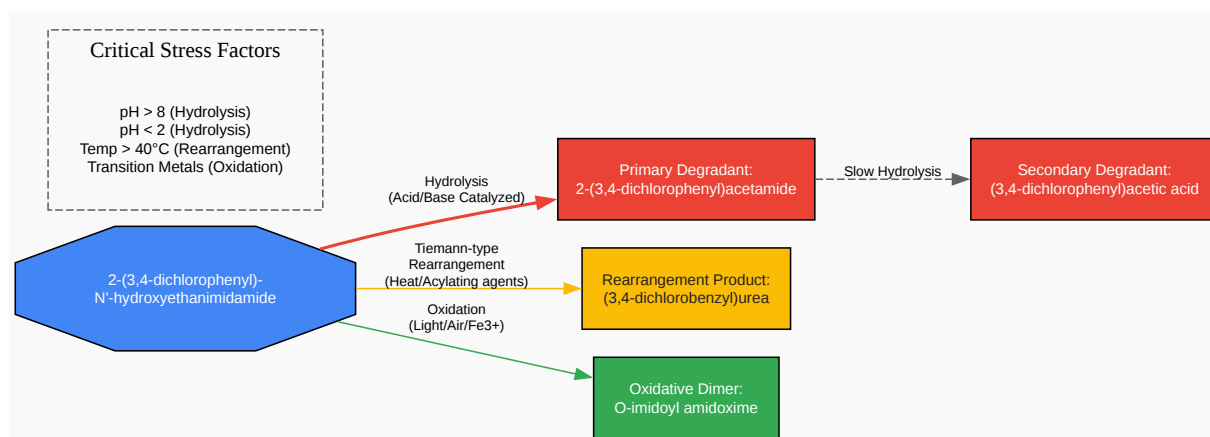 Critical Stress Factors
pH > 8 (Hydrolysis)
pH < 2 (Hydrolysis)
Temp > 40°C (Rearrangement)
Transition Metals (Oxidation)
2-(3,4-dichlorophenyl)-
N'-hydroxyethanimidamide
Hydrolysis
(Acid/Base Catalyzed)
Primary Degradant:
2-(3,4-dichlorophenyl)acetamide
Slow Hydrolysis
Secondary Degradant:
(3,4-dichlorophenyl)acetic acid
Tiemann-type
Rearrangement
(Heat/Acylating agents)
Rearrangement Product:
(3,4-dichlorobenzyl)urea
Oxidation
(Light/Air/Fe3+)
Oxidative Dimer:
O-imidoyl amidoxime